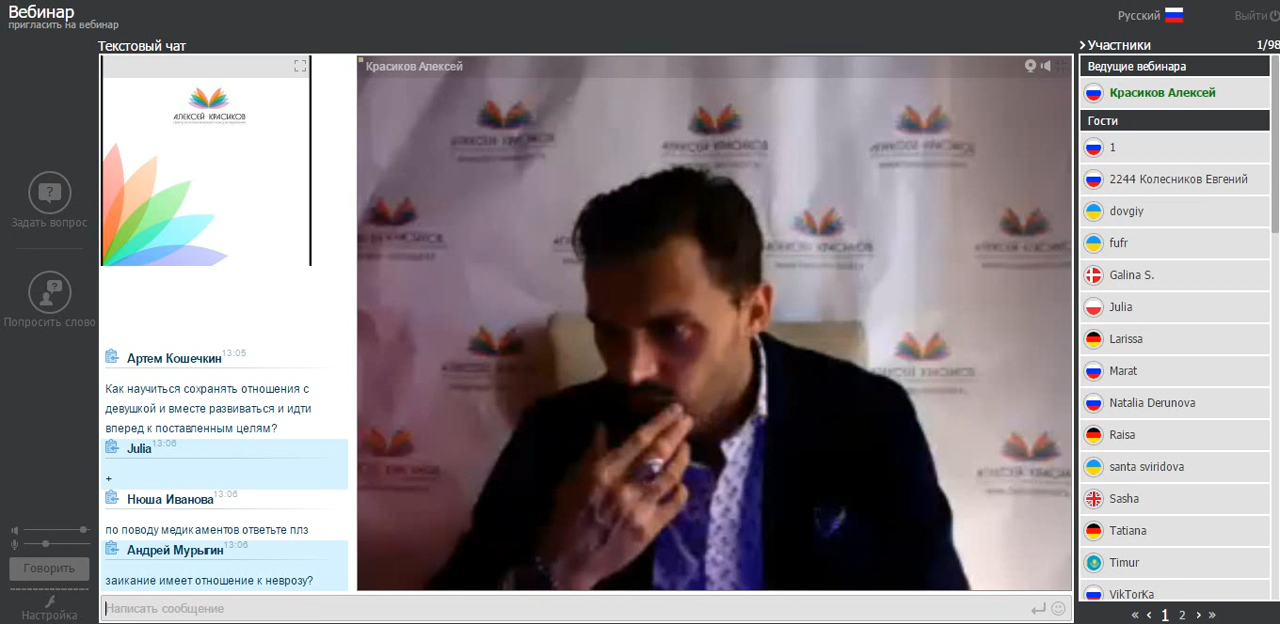 Вебинар
пригласить на вебинар
Русский
Выйти
Текстовый чат
Участники
1/98
Задать вопрос
Попросить слово
Говорить
Настройка
АЛЕКСЕЙ КРАСИКОВ
Артем Кошечкин 13:05
Как научиться сохранять отношения с
девушкой и вместе развиваться и идти
вперед к поставленным целям?
Julia 13:06
+
Нюша Иванова 13:06
по поводу медикаментов ответьте плз
Андрей Мурыгин 13:06
заикание имеет отношение к неврозу?
Написать сообщение
Красиков Алексей
АЛЕКСЕЙ КРАСИКОВ
Ведущие вебинара
Красиков Алексей
Гости
1
2244 Колесников Евгений
dovgiy
fufr
Galina S.
Julia
Larissa
Marat
Natalia Derunova
Raisa
santa sviridova
Sasha
Tatiana
Timur
VikTorKa
« ‹ 1 2 › »